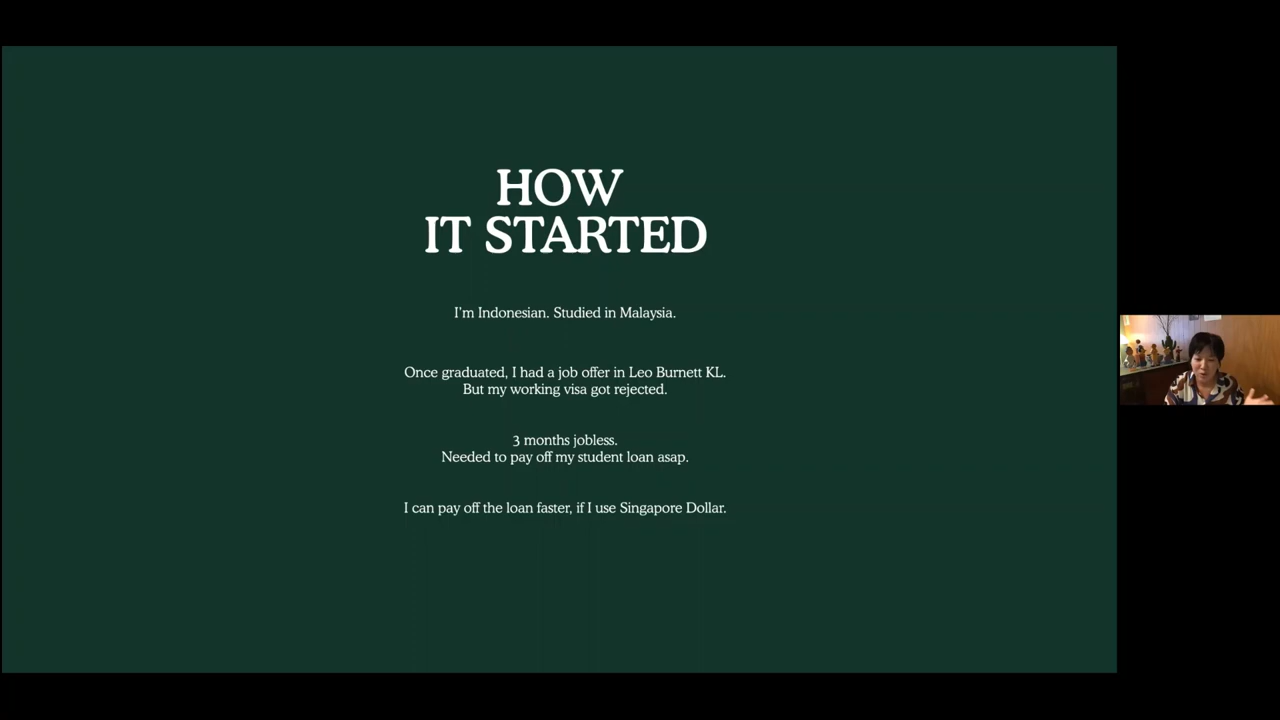 HOW
IT STARTED
I'm Indonesian. Studied in Malaysia.
Once graduated, I had a job offer in Leo Burnett KL.
But my working visa got rejected.
3 months jobless.
Needed to pay off my student loan asap.
I can pay off the loan faster, if I use Singapore Dollar.